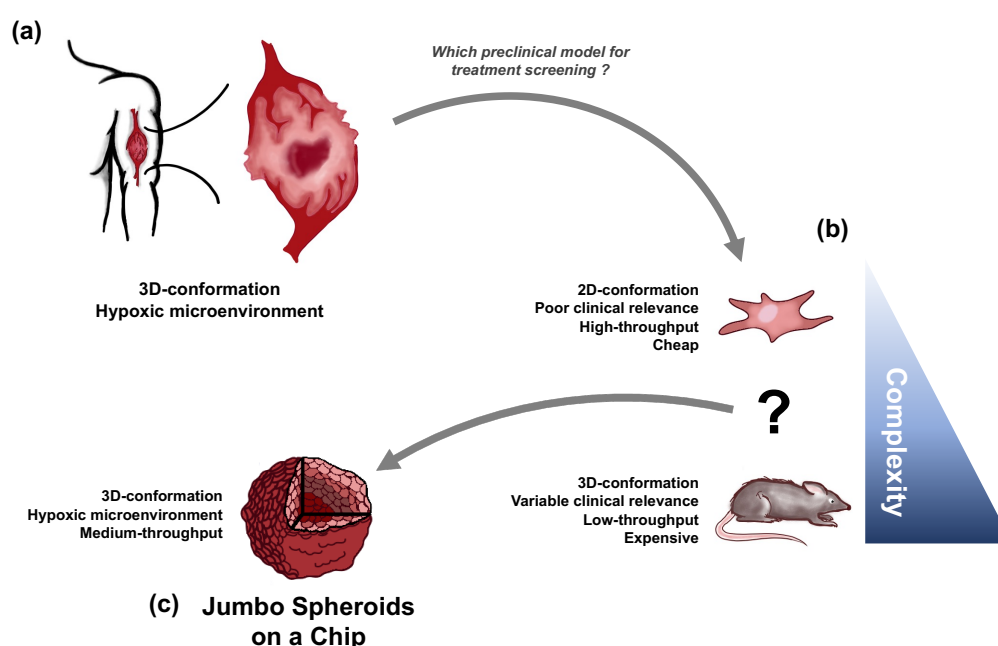 (a)
Which preclinical model for
treatment screening ?
3D-conformation
Hypoxic microenvironment
(b)
2D-conformation
Poor clinical relevance
High-throughput
Cheap
?
Complexity
3D-conformation
Variable clinical relevance
Low-throughput
Expensive
3D-conformation
Hypoxic microenvironment
Medium-throughput
(c)
Jumbo Spheroids
on a Chip